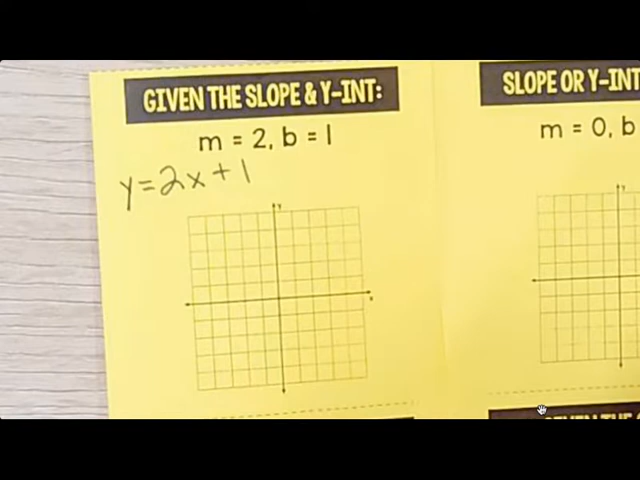 GIVEN THE SLOPE & Y-INT:
m = 2, b = 1
y=2x+1
y
x
SLOPE OR Y-INT
m = 0, b
y